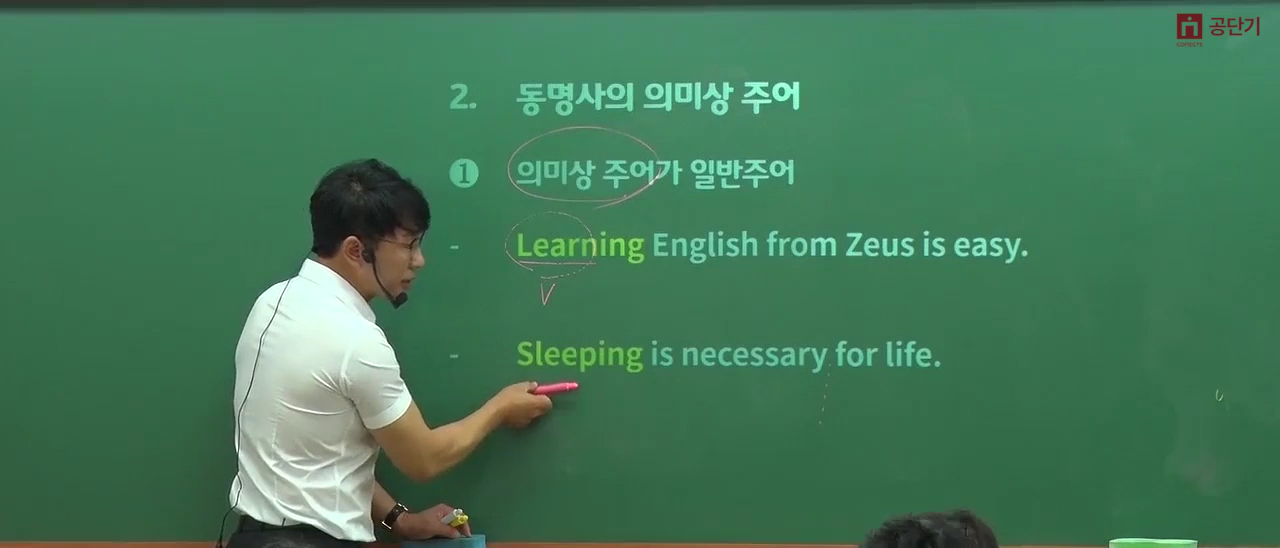 공단기
2. 동명사의 의미상 주어
❶ 의미상 주어가 일반주어
- Learning English from Zeus is easy.
V
- Sleeping is necessary for life.